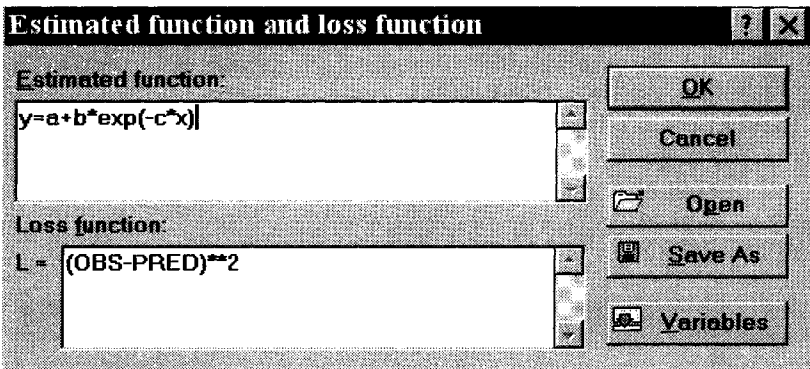 Estimated function and loss function
? X
Estimated function:
y=a+b*exp(-c*x)
Loss function:
L = (OBS-PRED)**2
OK
Cancel
Open
Save As
Variables